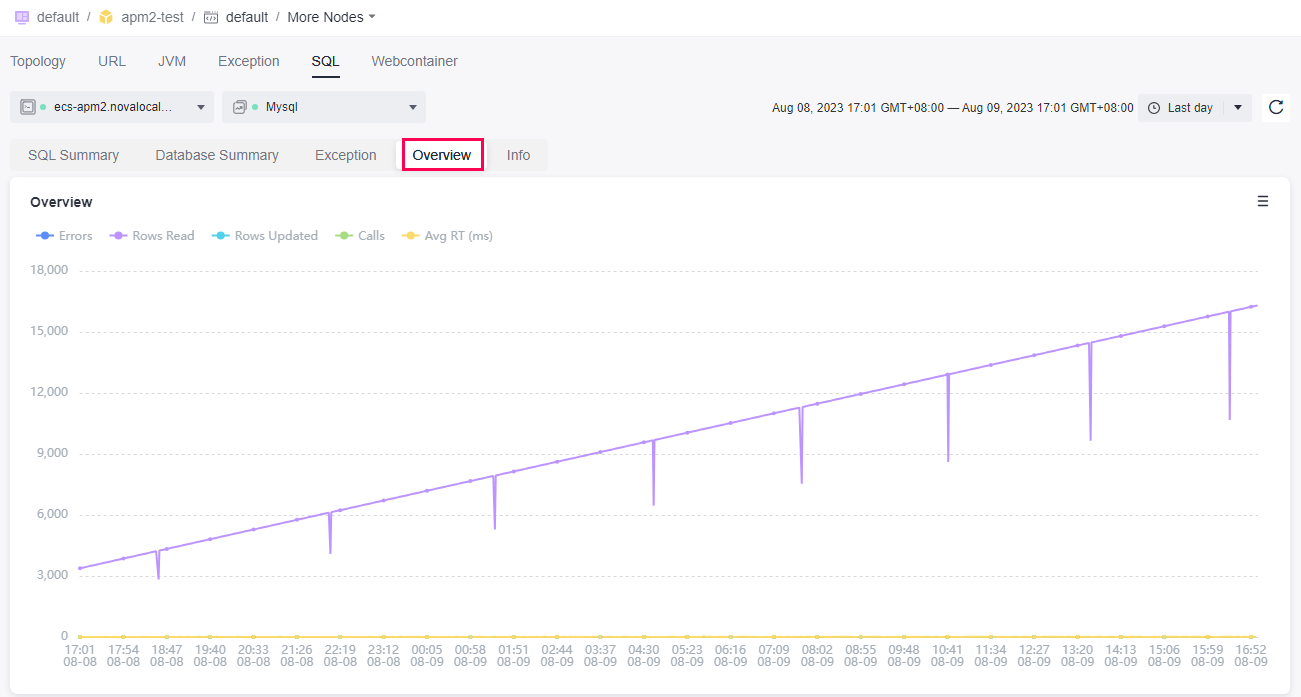 default / apm2-test / default / More Nodes
Topology URL JVM Exception SQL Webcontainer
ecs-apm2.novalocal... Mysql Aug 08, 2023 17:01 GMT+08:00 — Aug 09, 2023 17:01 GMT+08:00 Last day
SQL Summary Database Summary Exception Overview Info
Overview
Errors Rows Read Rows Updated Calls Avg RT (ms)
18,000
15,000
12,000
9,000
6,000
3,000
0
17:01 17:54 18:47 19:40 20:33 21:26 22:19 23:12 00:05 00:58 01:51 02:44 03:37 04:30 05:23 06:16 07:09 08:02 08:55 09:48 10:41 11:34 12:27 13:20 14:13 15:06 15:59 16:52
08-08 08-08 08-08 08-08 08-08 08-08 08-08 08-08 08-09 08-09 08-09 08-09 08-09 08-09 08-09 08-09 08-09 08-09 08-09 08-09 08-09 08-09 08-09 08-09 08-09 08-09 08-09 08-09